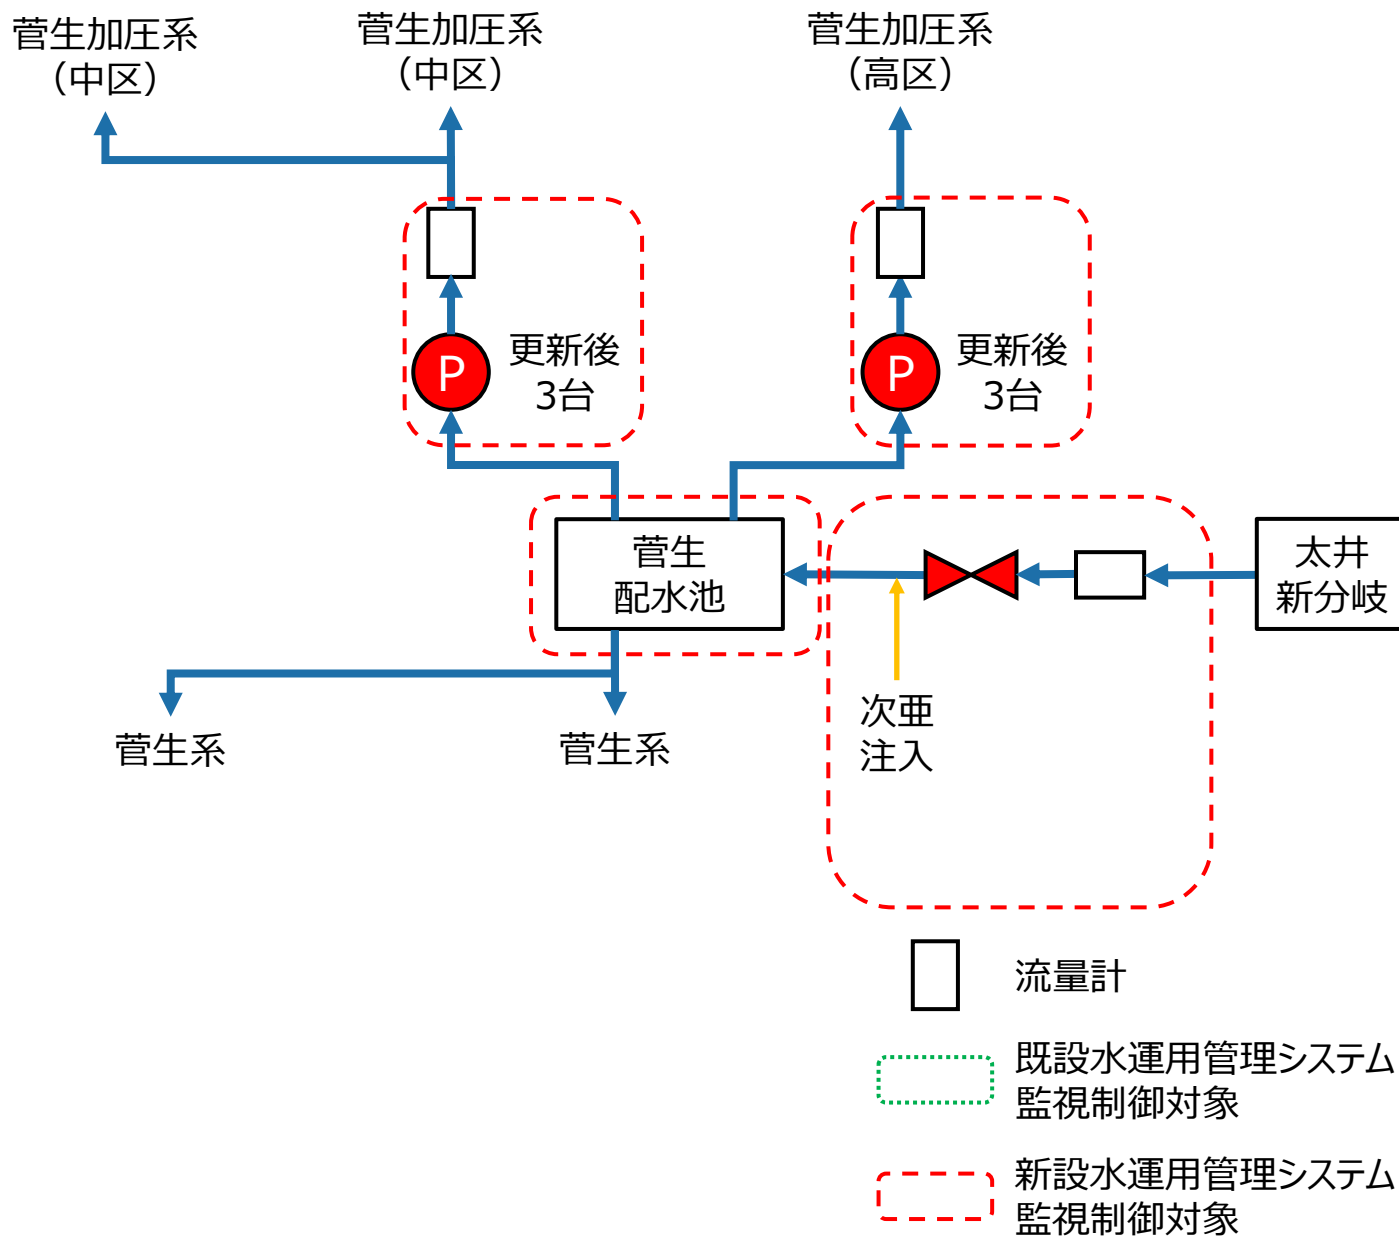 菅生加圧系
（中区）
菅生加圧系
（中区）
菅生加圧系
（高区）
P
更新後
3台
P
更新後
3台
菅生
配水池
太井
新分岐
次亜
注入
菅生系
菅生系
流量計
既設水運用管理システム
監視制御対象
新設水運用管理システム
監視制御対象